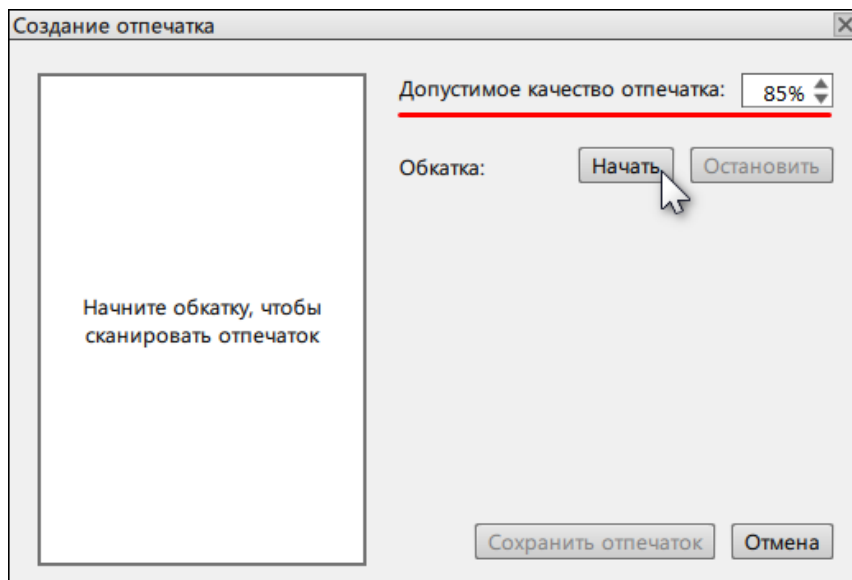 Создание отпечатка
Допустимое качество отпечатка: 85%
Обкатка: Начать Остановить
Начните обкатку, чтобы
сканировать отпечаток
Сохранить отпечаток Отмена